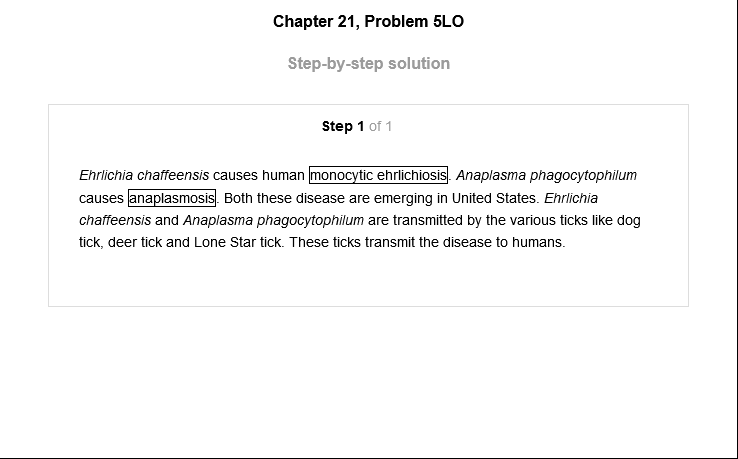 Chapter 21, Problem 5LO
Step-by-step solution
Step 1 of 1
Ehrlichia chaffeensis causes human monocytic ehrlichiosis. Anaplasma phagocytophilum
causes anaplasmosis. Both these disease are emerging in United States. Ehrlichia
chaffeensis and Anaplasma phagocytophilum are transmitted by the various ticks like dog
tick, deer tick and Lone Star tick. These ticks transmit the disease to humans.